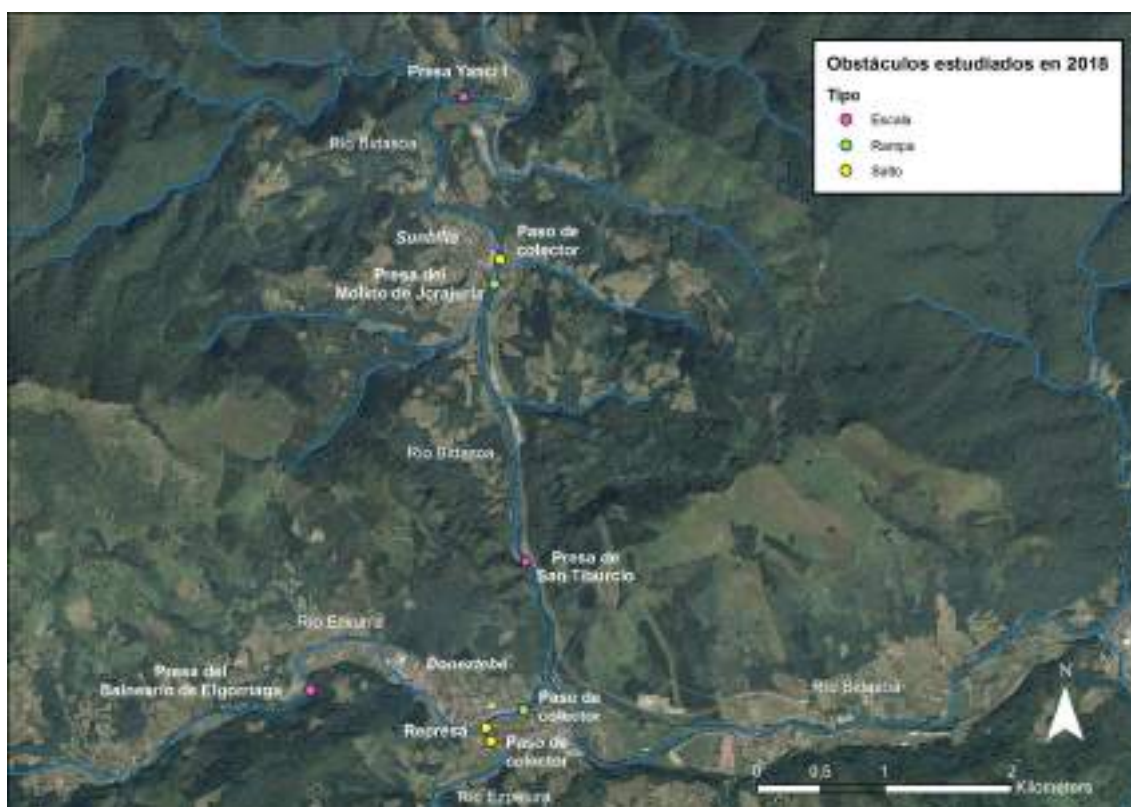 Presa Yanci I
Obstáculos estudiados en 2018
Tipo
Escala
Rampa
Salto
Río Bidasoa
Sunbilla
Paso de
colector
Presa del
Molino de Jorajuria
Río Bidasoa
Presa de
San Tiburcio
Río Ezkurra
Presa del
Balneario de Elgorriaga
Doneztebe
Paso de
colector
Represa
Paso de
colector
Río Bidasoa
Río Ezpelura
N
0 0,5 1 2
Kilometers